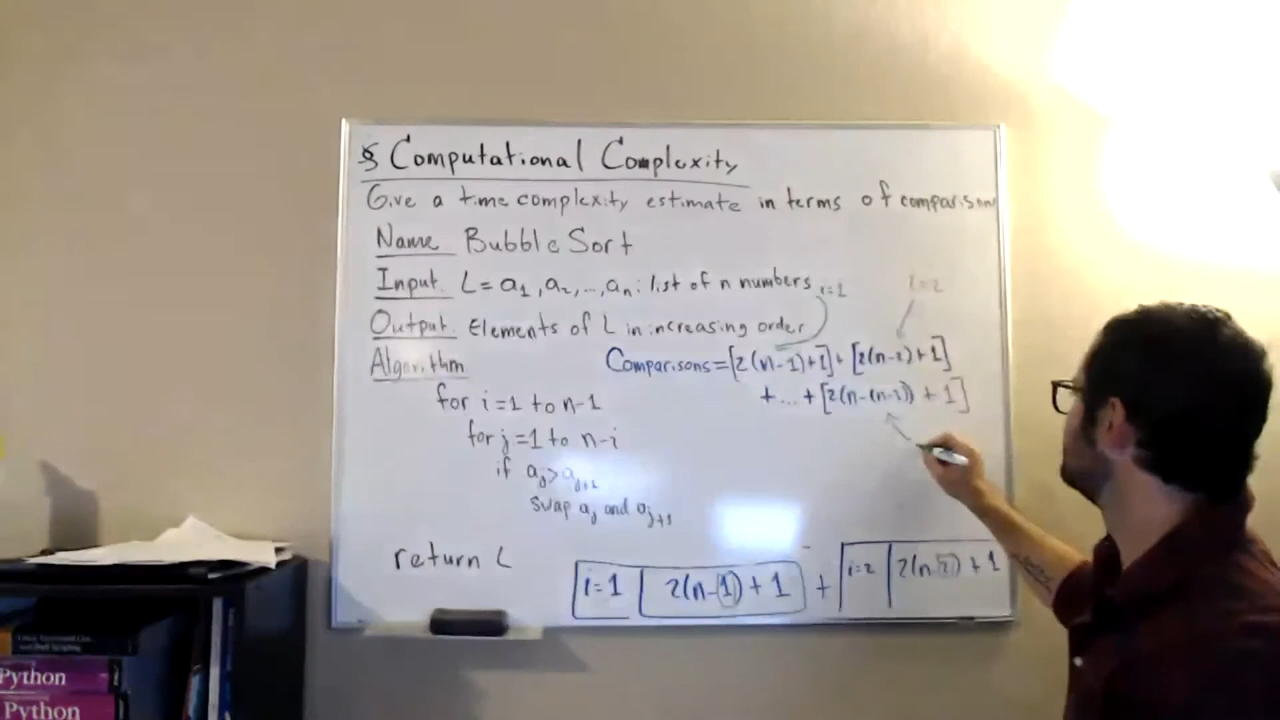 § Computational Complexity
Give a time complexity estimate in terms of comparisons
Name Bubble Sort
Input. L = a₁, a₂, ..., aₙ : list of n numbers
i=1
i=2
Output. Elements of L in increasing order
Algorithm
Comparisons = [2(n-1)+1] + [2(n-2)+1]
+ ... + [2(n-(n-1)) + 1]
for i=1 to n-1
for j=1 to n-i
if aⱼ > aⱼ₊₁
swap aⱼ and aⱼ₊₁
return L
i=1 | 2(n-1)+1 + i=2 | 2(n-2)+1
Python
Python